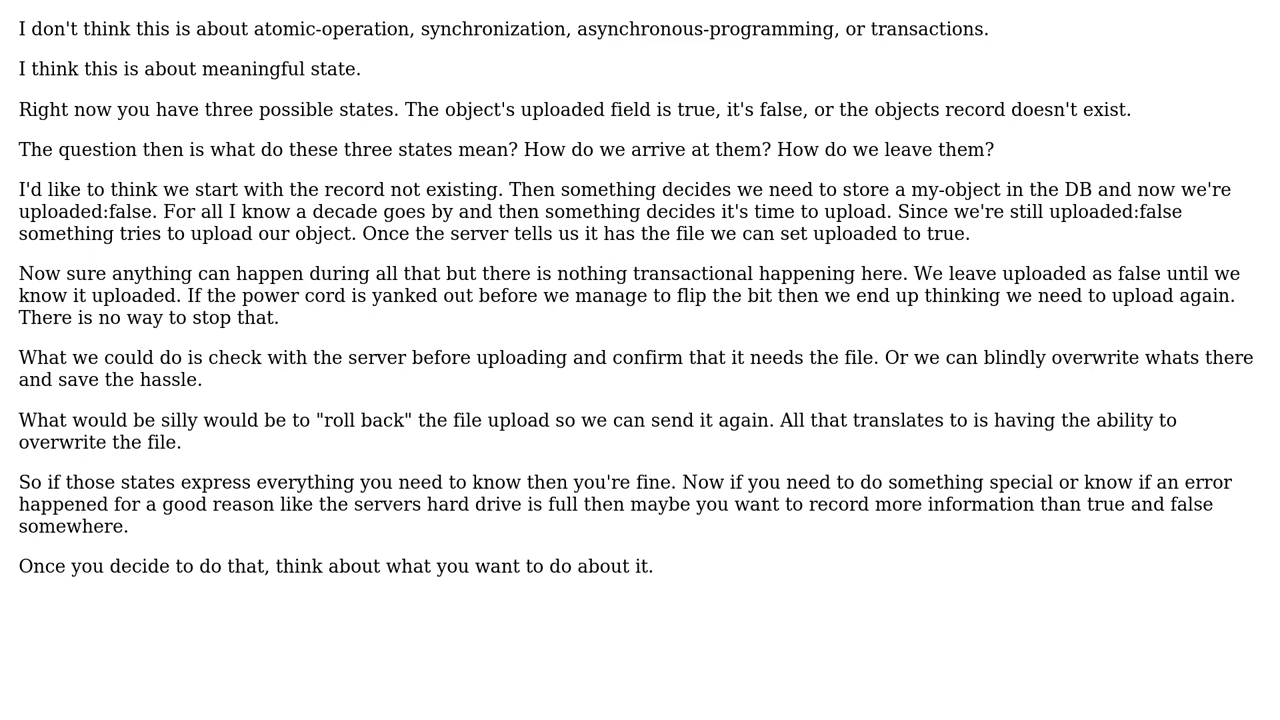 I don't think this is about atomic-operation, synchronization, asynchronous-programming, or transactions.
I think this is about meaningful state.
Right now you have three possible states. The object's uploaded field is true, it's false, or the objects record doesn't exist.
The question then is what do these three states mean? How do we arrive at them? How do we leave them?
I'd like to think we start with the record not existing. Then something decides we need to store a my-object in the DB and now we're
uploaded:false. For all I know a decade goes by and then something decides it's time to upload. Since we're still uploaded:false
something tries to upload our object. Once the server tells us it has the file we can set uploaded to true.
Now sure anything can happen during all that but there is nothing transactional happening here. We leave uploaded as false until we
know it uploaded. If the power cord is yanked out before we manage to flip the bit then we end up thinking we need to upload again.
There is no way to stop that.
What we could do is check with the server before uploading and confirm that it needs the file. Or we can blindly overwrite whats there
and save the hassle.
What would be silly would be to "roll back" the file upload so we can send it again. All that translates to is having the ability to
overwrite the file.
So if those states express everything you need to know then you're fine. Now if you need to do something special or know if an error
happened for a good reason like the servers hard drive is full then maybe you want to record more information than true and false
somewhere.
Once you decide to do that, think about what you want to do about it.